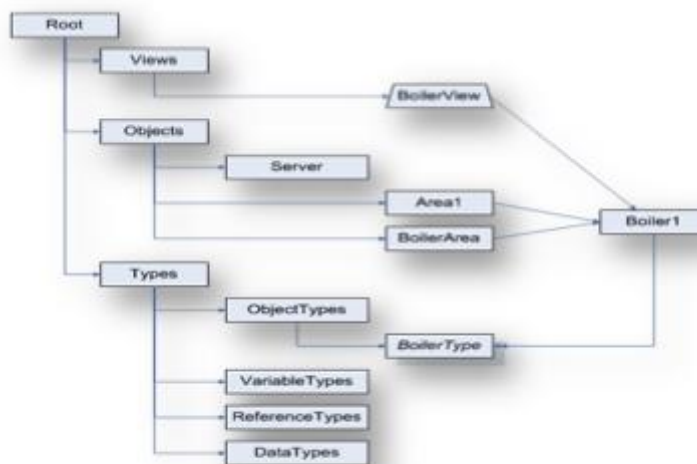 Root
Views
BoilerView
Objects
Server
Area1
Boiler1
BoilerArea
Types
ObjectTypes
BoilerType
VariableTypes
ReferenceTypes
DataTypes